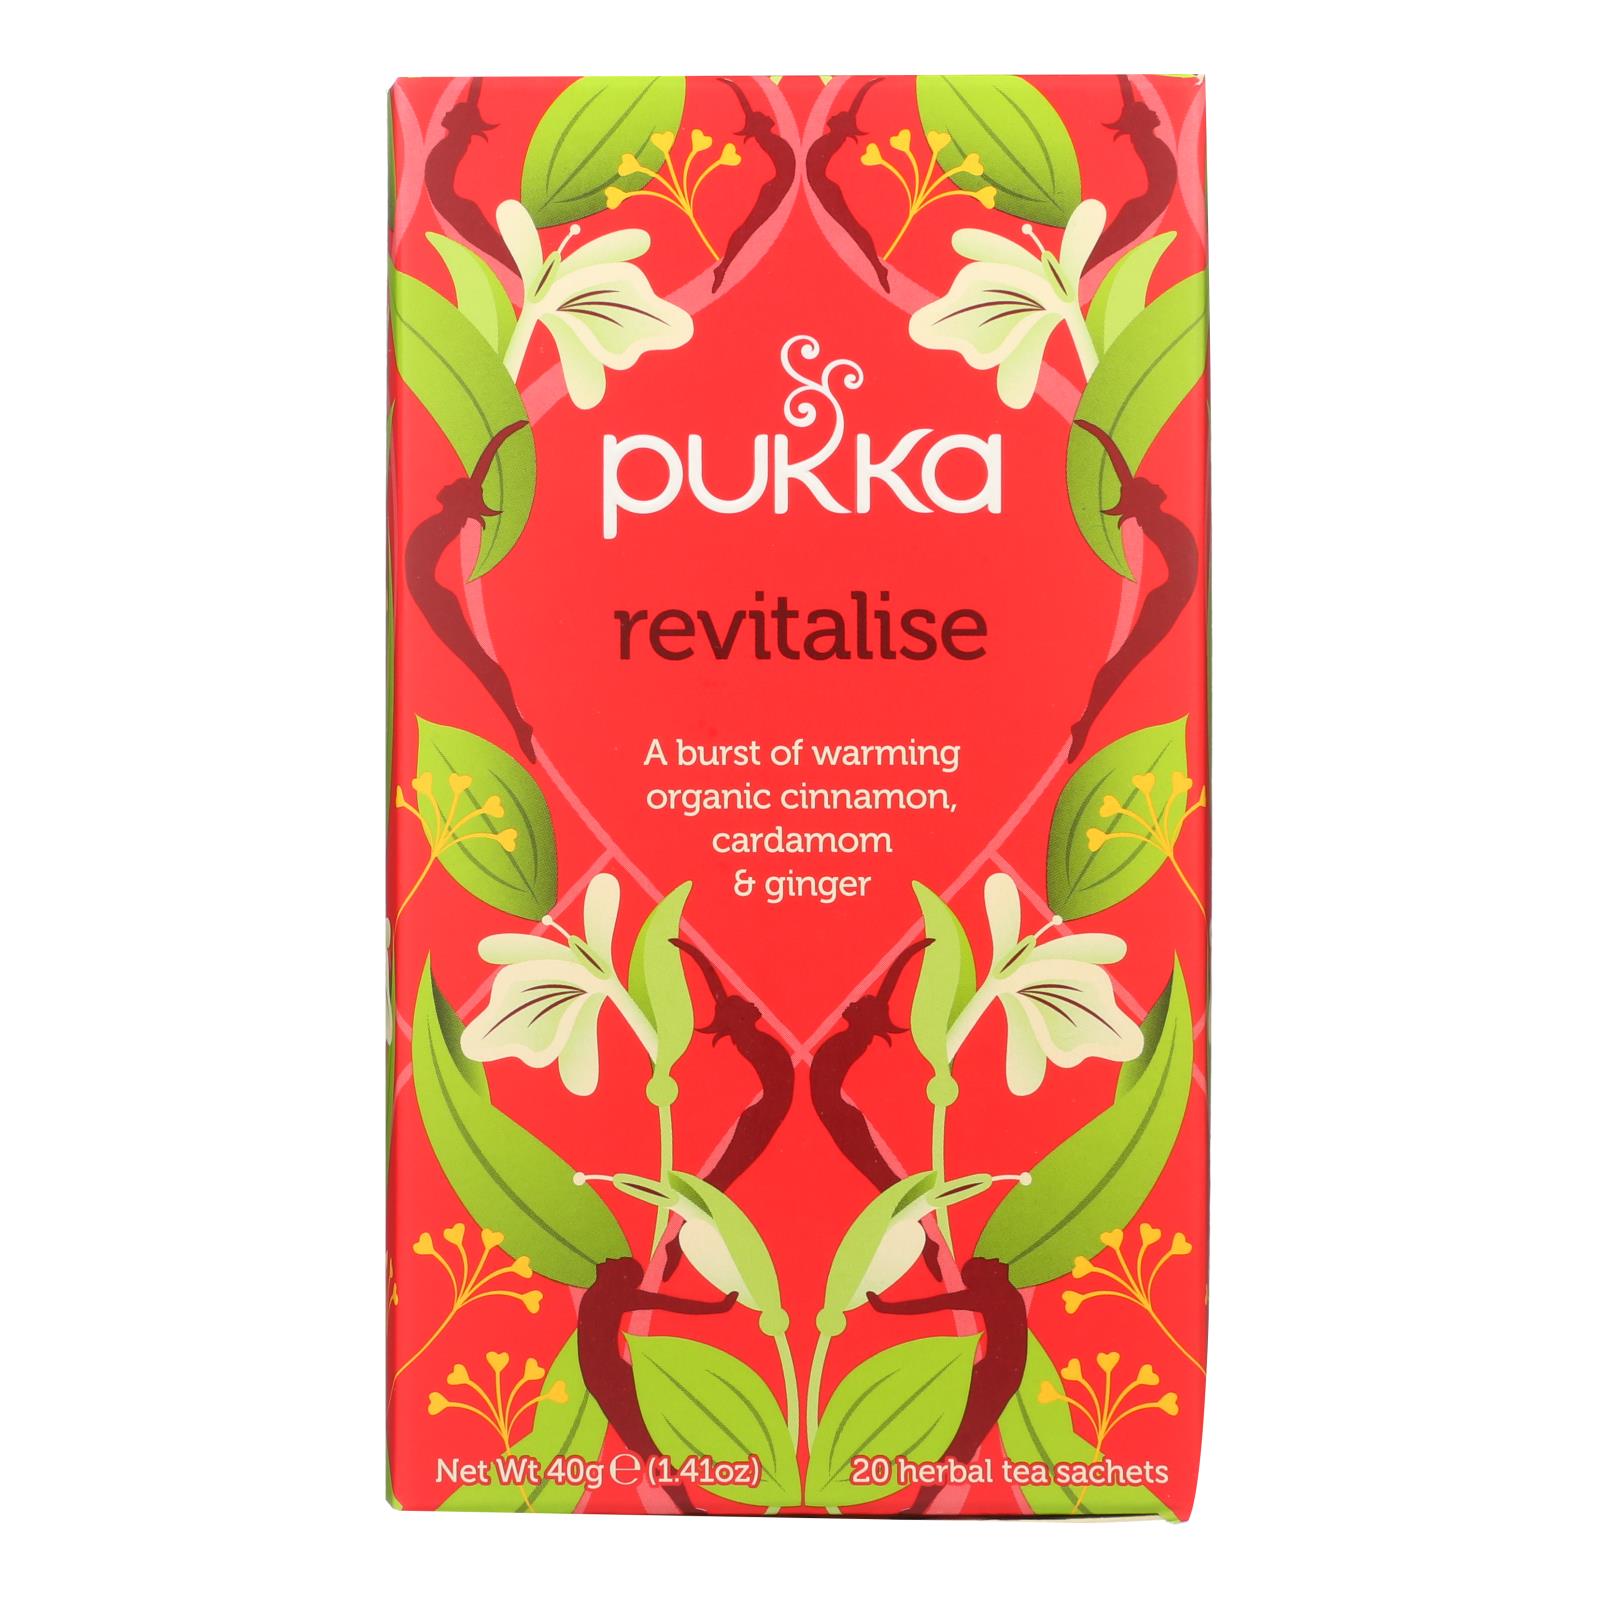 pukka
revitalise
A burst of warming
organic cinnamon,
cardamom
& ginger
Net Wt 40g ℮ (1.41oz)
20 herbal tea sachets